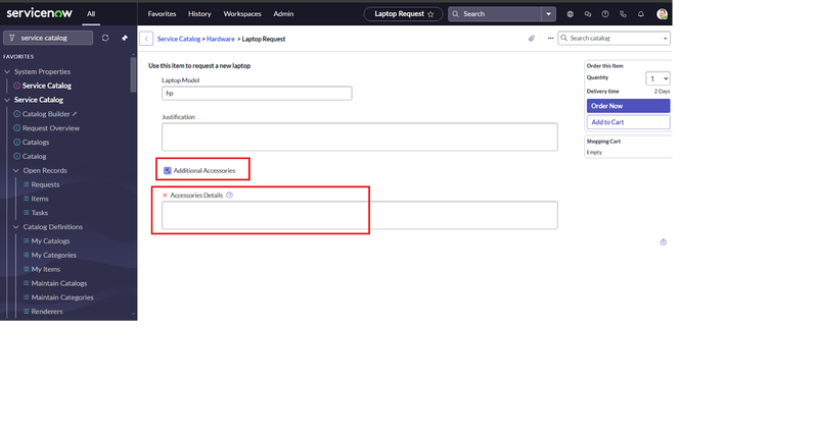 servicenow All Favorites History Workspaces Admin Laptop Request Search
service catalog
Service Catalog > Hardware > Laptop Request
Search catalog
FAVORITES
System Properties
Service Catalog
Service Catalog
Catalog Builder
Request Overview
Catalogs
Catalog
Open Records
Requests
Items
Tasks
Catalog Definitions
My Catalogs
My Categories
My Items
Maintain Catalogs
Maintain Categories
Renderers
Use this item to request a new laptop
Laptop Model
hp
Justification
Additional Accessories
* Accessories Details
Order this Item
Quantity 1
Delivery time 2 Days
Order Now
Add to Cart
Shopping Cart
Empty